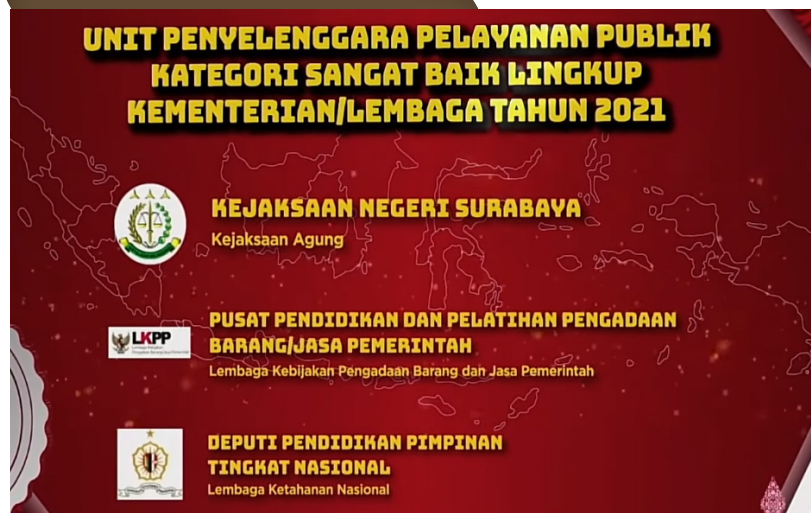 UNIT PENYELENGGARA PELAYANAN PUBLIK
KATEGORI SANGAT BAIK LINGKUP
KEMENTERIAN/LEMBAGA TAHUN 2021
KEJAKSAAN NEGERI SURABAYA
Kejaksaan Agung
LKPP
PUSAT PENDIDIKAN DAN PELATIHAN PENGADAAN
BARANG/JASA PEMERINTAH
Lembaga Kebijakan Pengadaan Barang dan Jasa Pemerintah
DEPUTI PENDIDIKAN PIMPINAN
TINGKAT NASIONAL
Lembaga Ketahanan Nasional